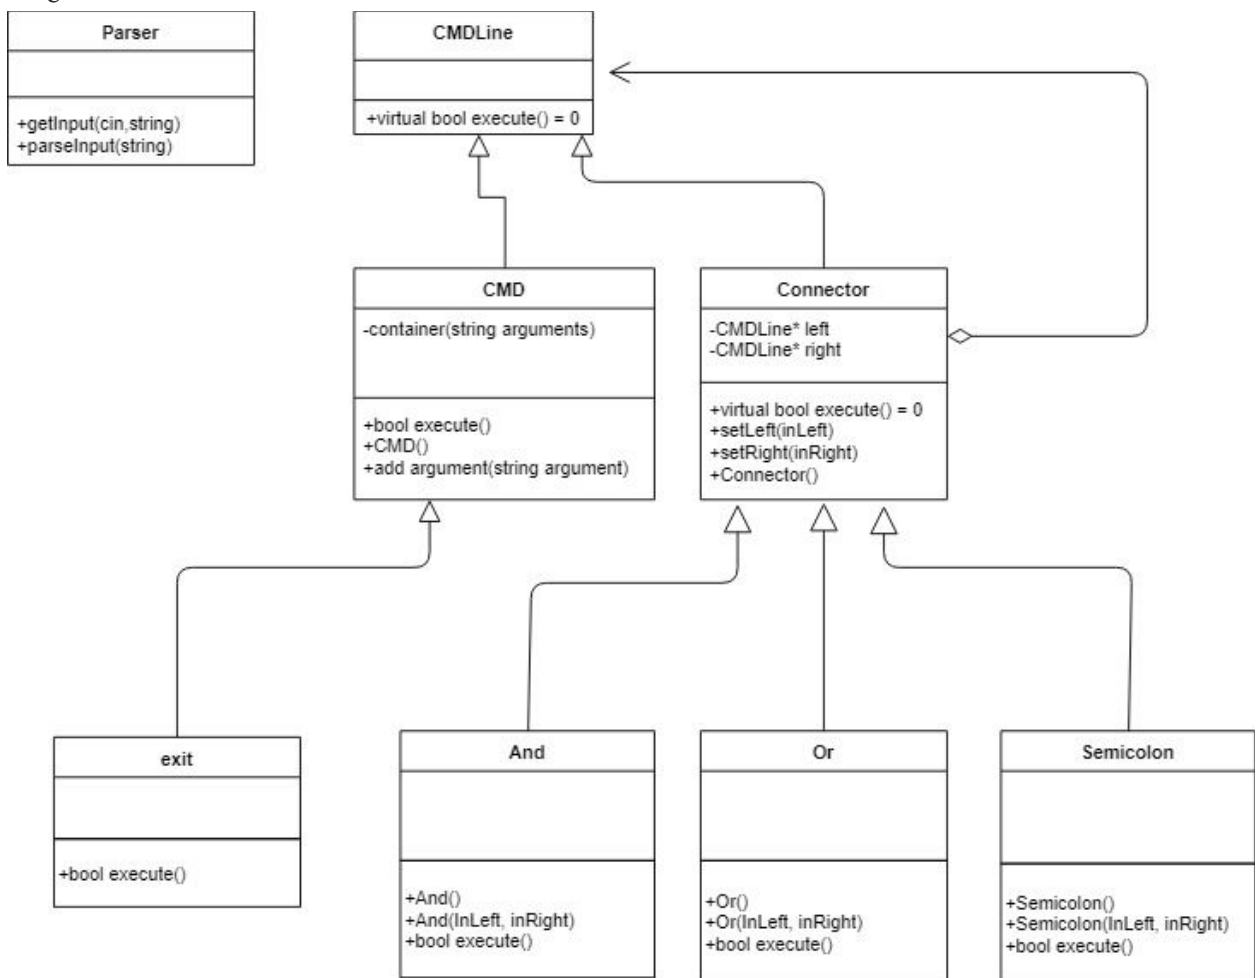 Parser
+getInput(cin,string)
+parseInput(string)
CMDLine
+virtual bool execute() = 0
CMD
-container(string arguments)
+bool execute()
+CMD()
+add argument(string argument)
Connector
-CMDLine* left
-CMDLine* right
+virtual bool execute() = 0
+setLeft(inLeft)
+setRight(inRight)
+Connector()
exit
+bool execute()
And
+And()
+And(InLeft, inRight)
+bool execute()
Or
+Or()
+Or(InLeft, inRight)
+bool execute()
Semicolon
+Semicolon()
+Semicolon(InLeft, inRight)
+bool execute()